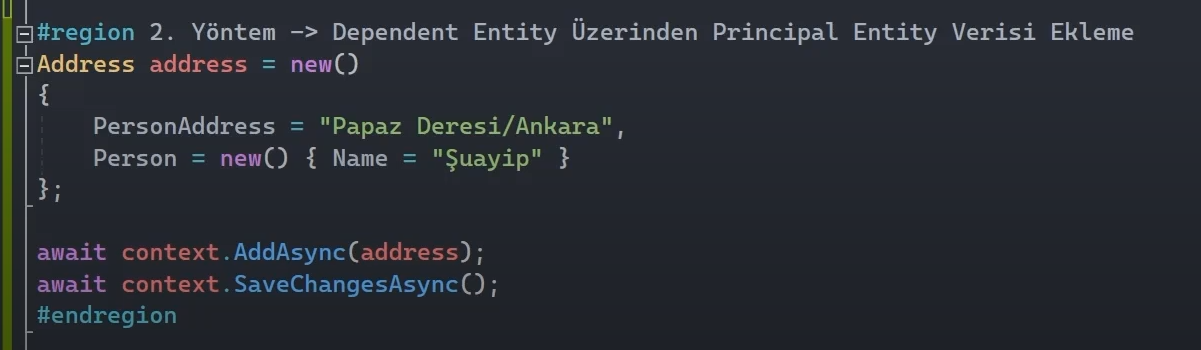 #region 2. Yöntem -> Dependent Entity Üzerinden Principal Entity Verisi Ekleme
Address address = new()
{
    PersonAddress = "Papaz Deresi/Ankara",
    Person = new() { Name = "Şuayip" }
};
await context.AddAsync(address);
await context.SaveChangesAsync();
#endregion